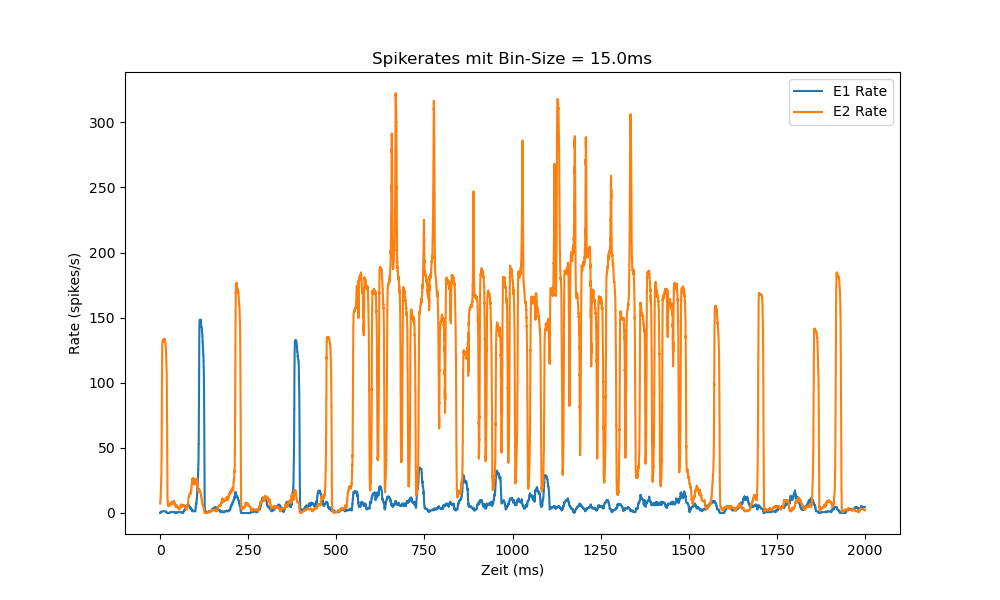 Spikerates mit Bin-Size = 15.0ms
E1 Rate
E2 Rate
Rate (spikes/s)
300
250
200
150
100
50
0
0 250 500 750 1000 1250 1500 1750 2000
Zeit (ms)